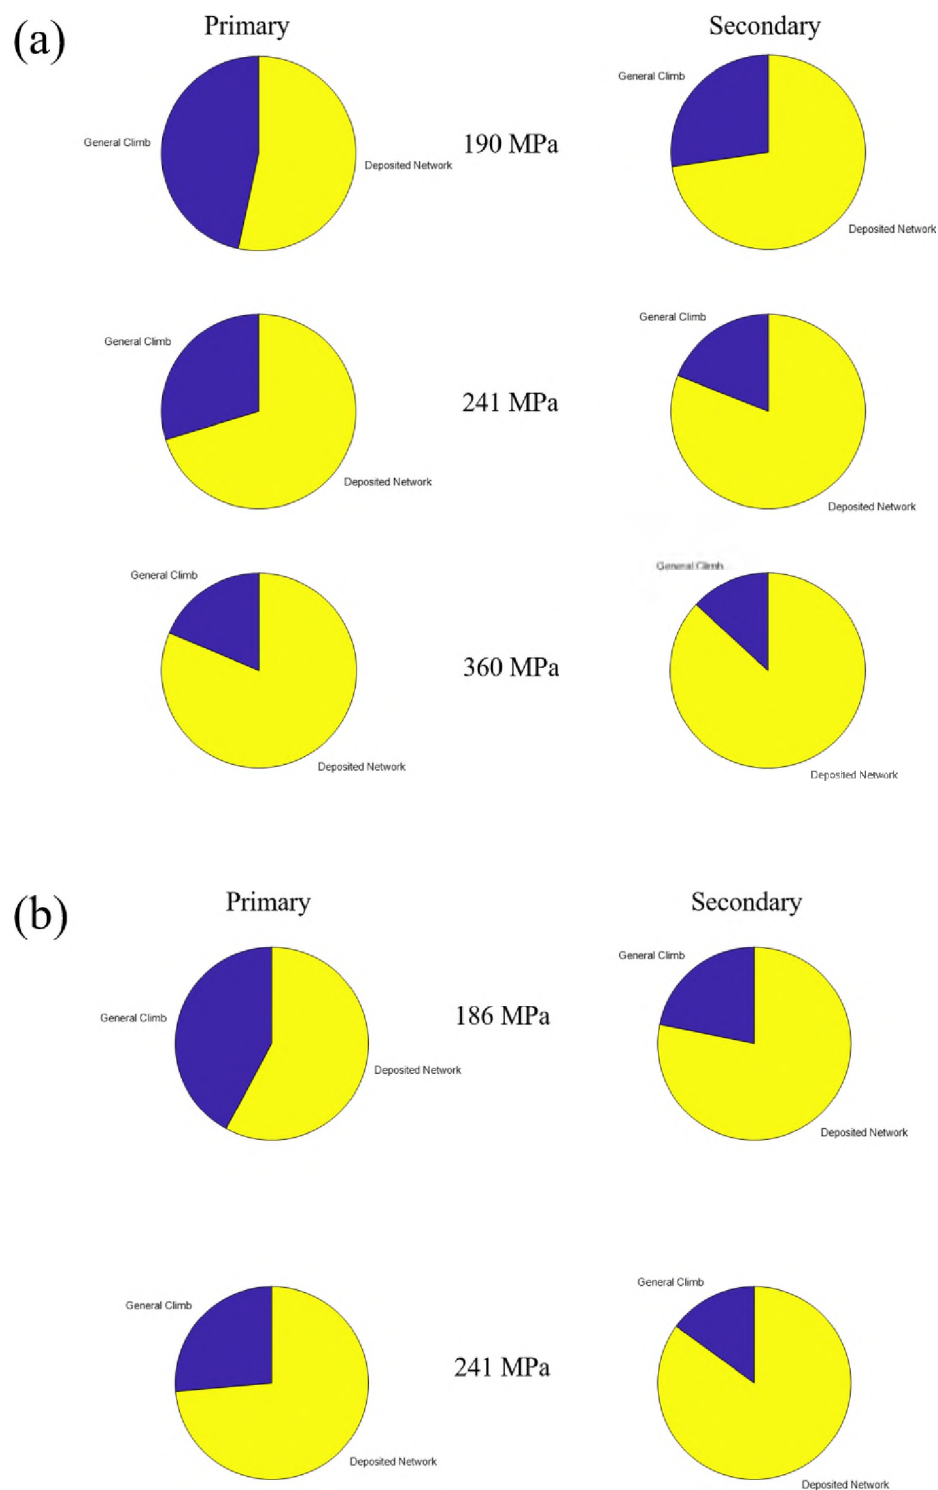 (a)
Primary
Secondary
General Climb
Deposited Network
190 MPa
General Climb
Deposited Network
General Climb
Deposited Network
241 MPa
General Climb
Deposited Network
General Climb
Deposited Network
360 MPa
General Climb
Deposited Network
(b)
Primary
Secondary
General Climb
Deposited Network
186 MPa
General Climb
Deposited Network
General Climb
Deposited Network
241 MPa
General Climb
Deposited Network